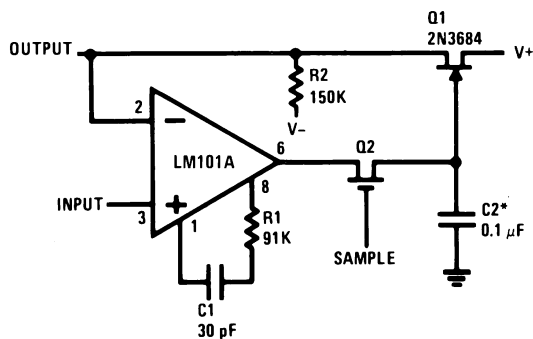 Q1
2N3684
OUTPUT
V+
R2
150K
V−
2
−
6
Q2
LM101A
8
INPUT
+
3
1
R1
91K
C2*
0.1 μF
SAMPLE
C1
30 pF